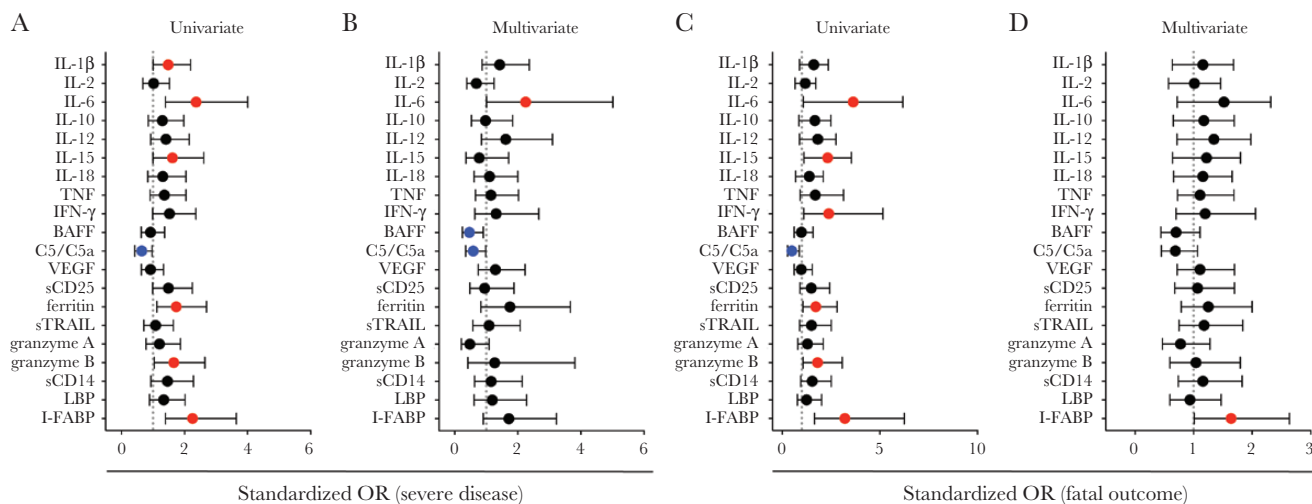 A
Univariate
IL-1β
IL-2
IL-6
IL-10
IL-12
IL-15
IL-18
TNF
IFN-γ
BAFF
C5/C5a
VEGF
sCD25
ferritin
sTRAIL
granzyme A
granzyme B
sCD14
LBP
I-FABP
0 2 4 6
B
Multivariate
IL-1β
IL-2
IL-6
IL-10
IL-12
IL-15
IL-18
TNF
IFN-γ
BAFF
C5/C5a
VEGF
sCD25
ferritin
sTRAIL
granzyme A
granzyme B
sCD14
LBP
I-FABP
0 2 4 6
Standardized OR (severe disease)
C
Univariate
IL-1β
IL-2
IL-6
IL-10
IL-12
IL-15
IL-18
TNF
IFN-γ
BAFF
C5/C5a
VEGF
sCD25
ferritin
sTRAIL
granzyme A
granzyme B
sCD14
LBP
I-FABP
0 5 10
D
Multivariate
IL-1β
IL-2
IL-6
IL-10
IL-12
IL-15
IL-18
TNF
IFN-γ
BAFF
C5/C5a
VEGF
sCD25
ferritin
sTRAIL
granzyme A
granzyme B
sCD14
LBP
I-FABP
0 1 2 3
Standardized OR (fatal outcome)